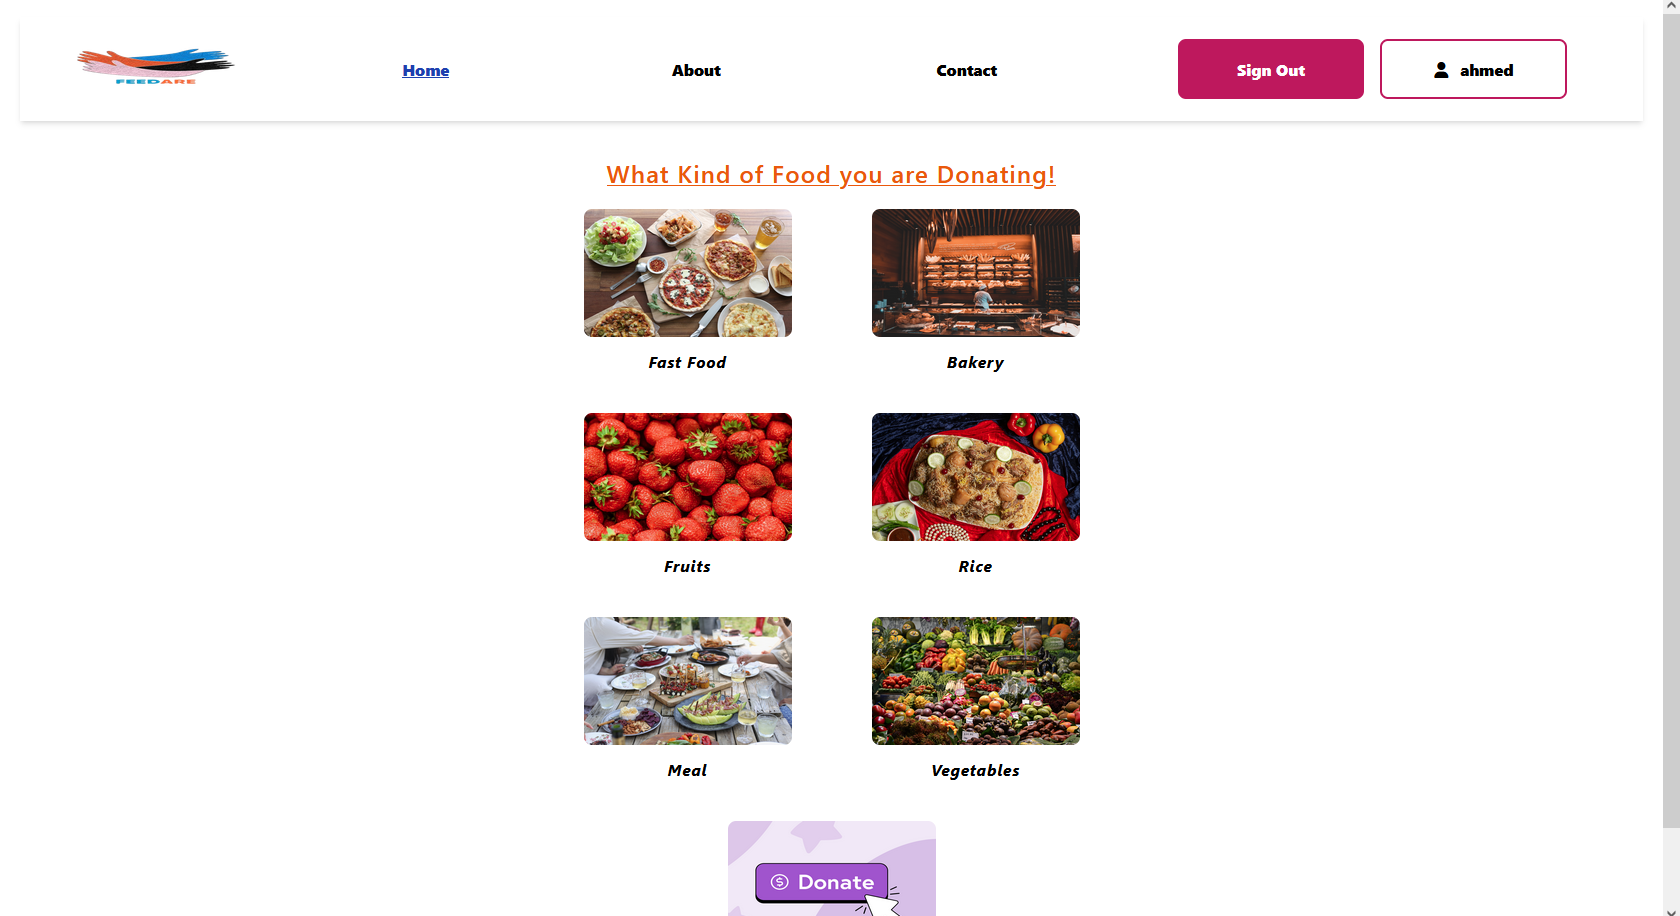 FEEDARE
Home
About
Contact
Sign Out
ahmed
What Kind of Food you are Donating!
Fast Food
Bakery
Fruits
Rice
Meal
Vegetables
$ Donate